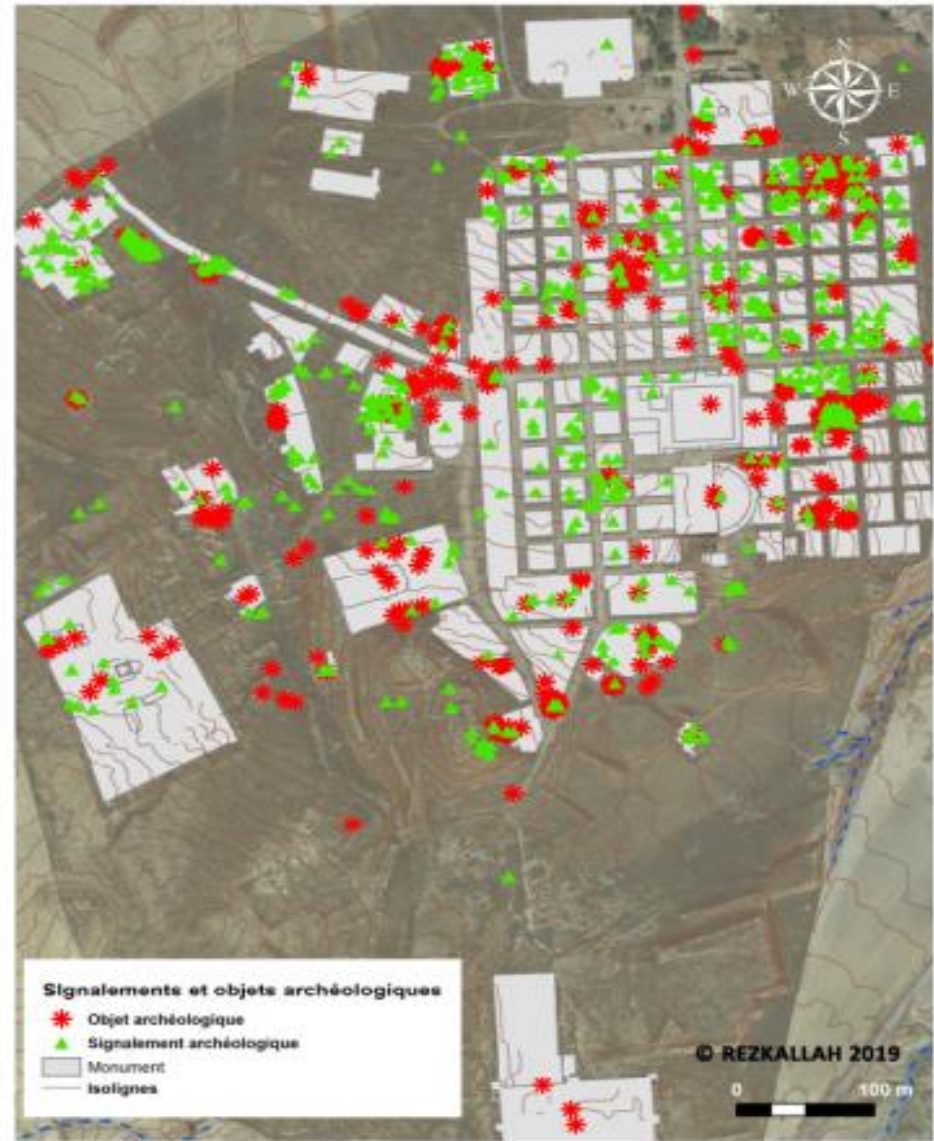 N
W E
S
Signalements et objets archéologiques
Objet archéologique
Signalement archéologique
Monument
Isolignes
© REZKALLAH 2019
0 100 m